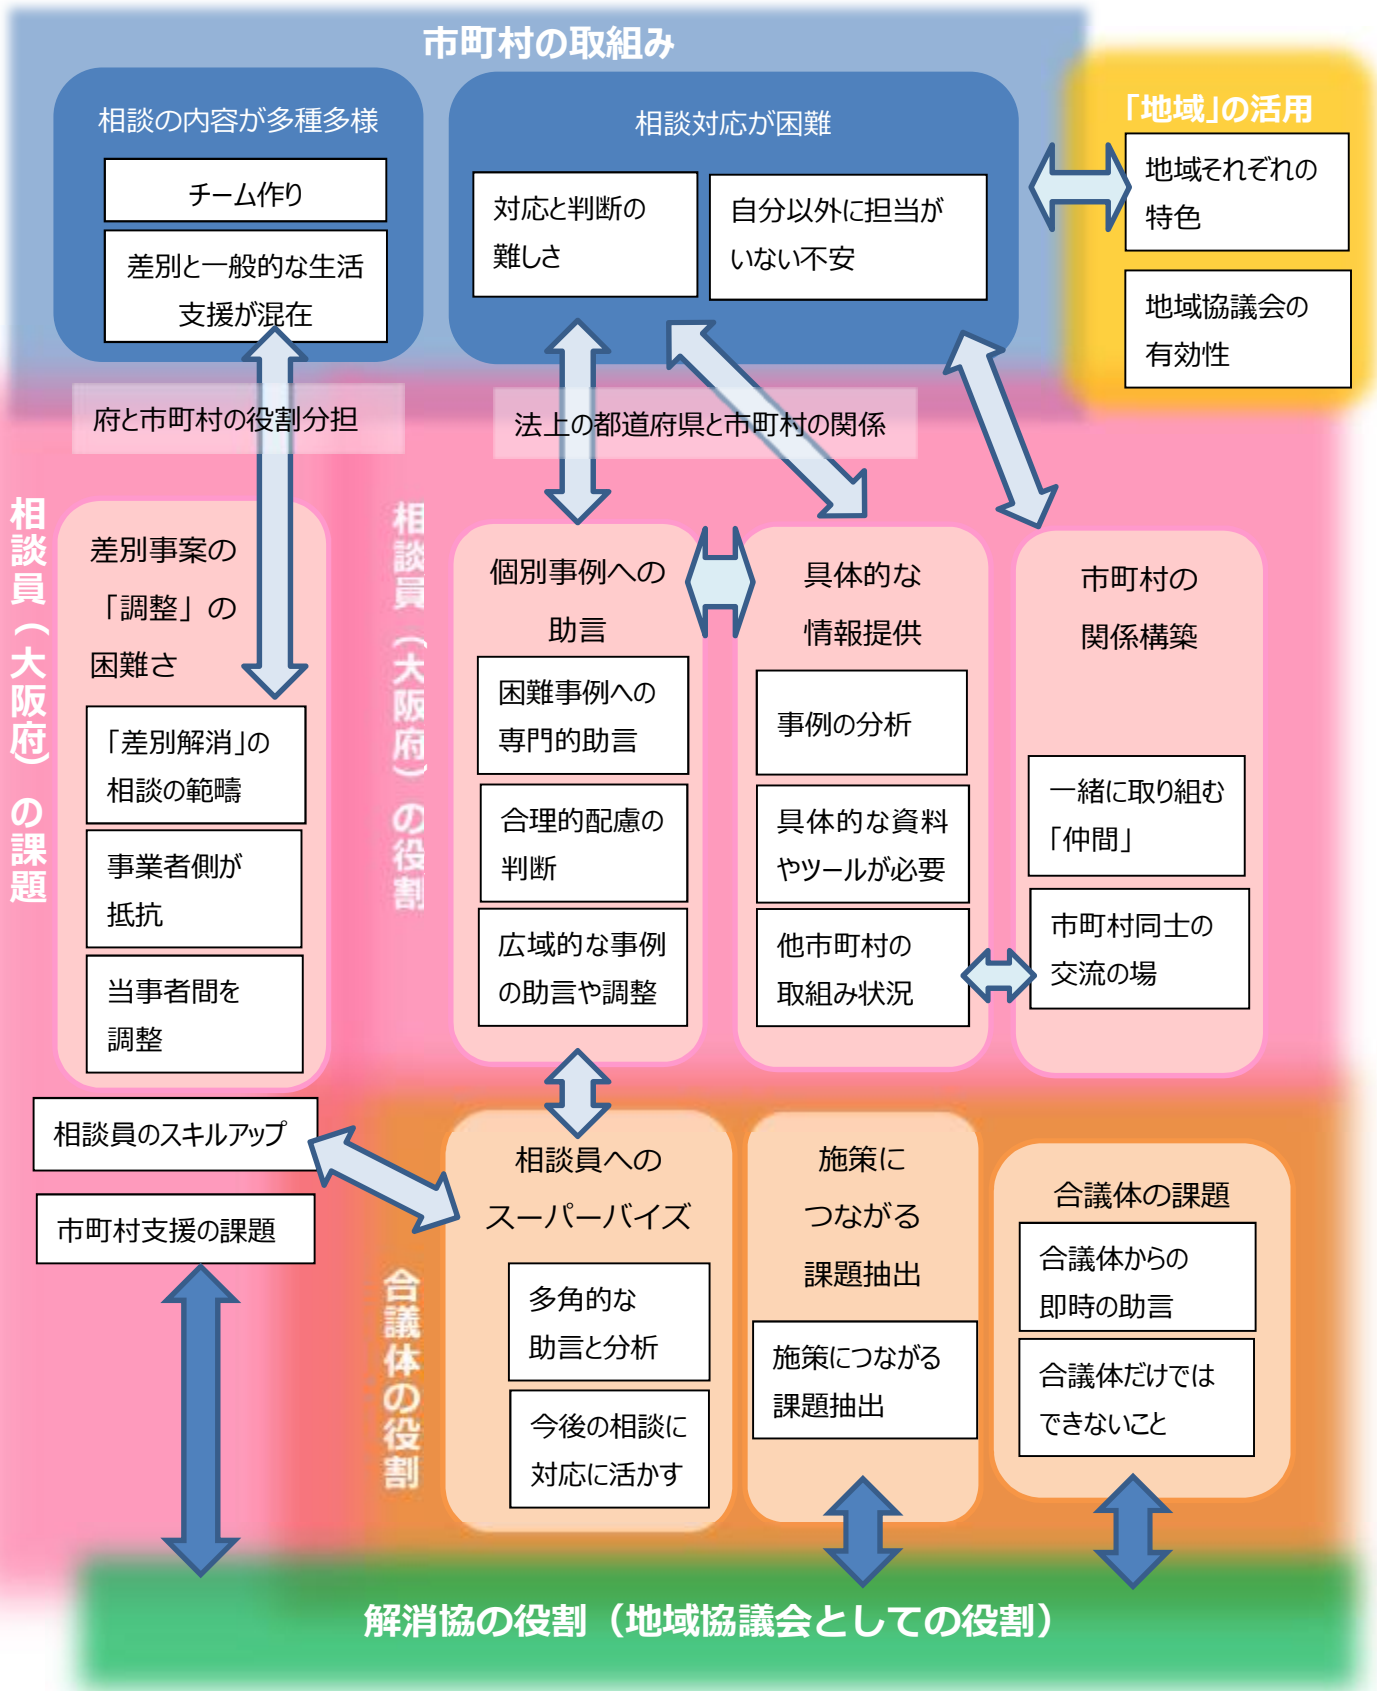 市町村の取組み
相談の内容が多種多様
チーム作り
差別と一般的な生活
支援が混在
相談対応が困難
対応と判断の
難しさ
自分以外に担当が
いない不安
「地域」の活用
地域それぞれの
特色
地域協議会の
有効性
府と市町村の役割分担
法上の都道府県と市町村の関係
相談員（大阪府）の課題
差別事案の
「調整」の
困難さ
「差別解消」の
相談の範疇
事業者側が
抵抗
当事者間を
調整
相談員のスキルアップ
市町村支援の課題
相談員（大阪府）の役割
個別事例への
助言
困難事例への
専門的助言
合理的配慮の
判断
広域的な事例
の助言や調整
具体的な
情報提供
事例の分析
具体的な資料
やツールが必要
他市町村の
取組み状況
市町村の
関係構築
一緒に取り組む
「仲間」
市町村同士の
交流の場
合議体の役割
相談員への
スーパーバイズ
多角的な
助言と分析
今後の相談に
対応に活かす
施策に
つながる
課題抽出
施策につながる
課題抽出
合議体の課題
合議体からの
即時の助言
合議体だけでは
できないこと
解消協の役割（地域協議会としての役割）